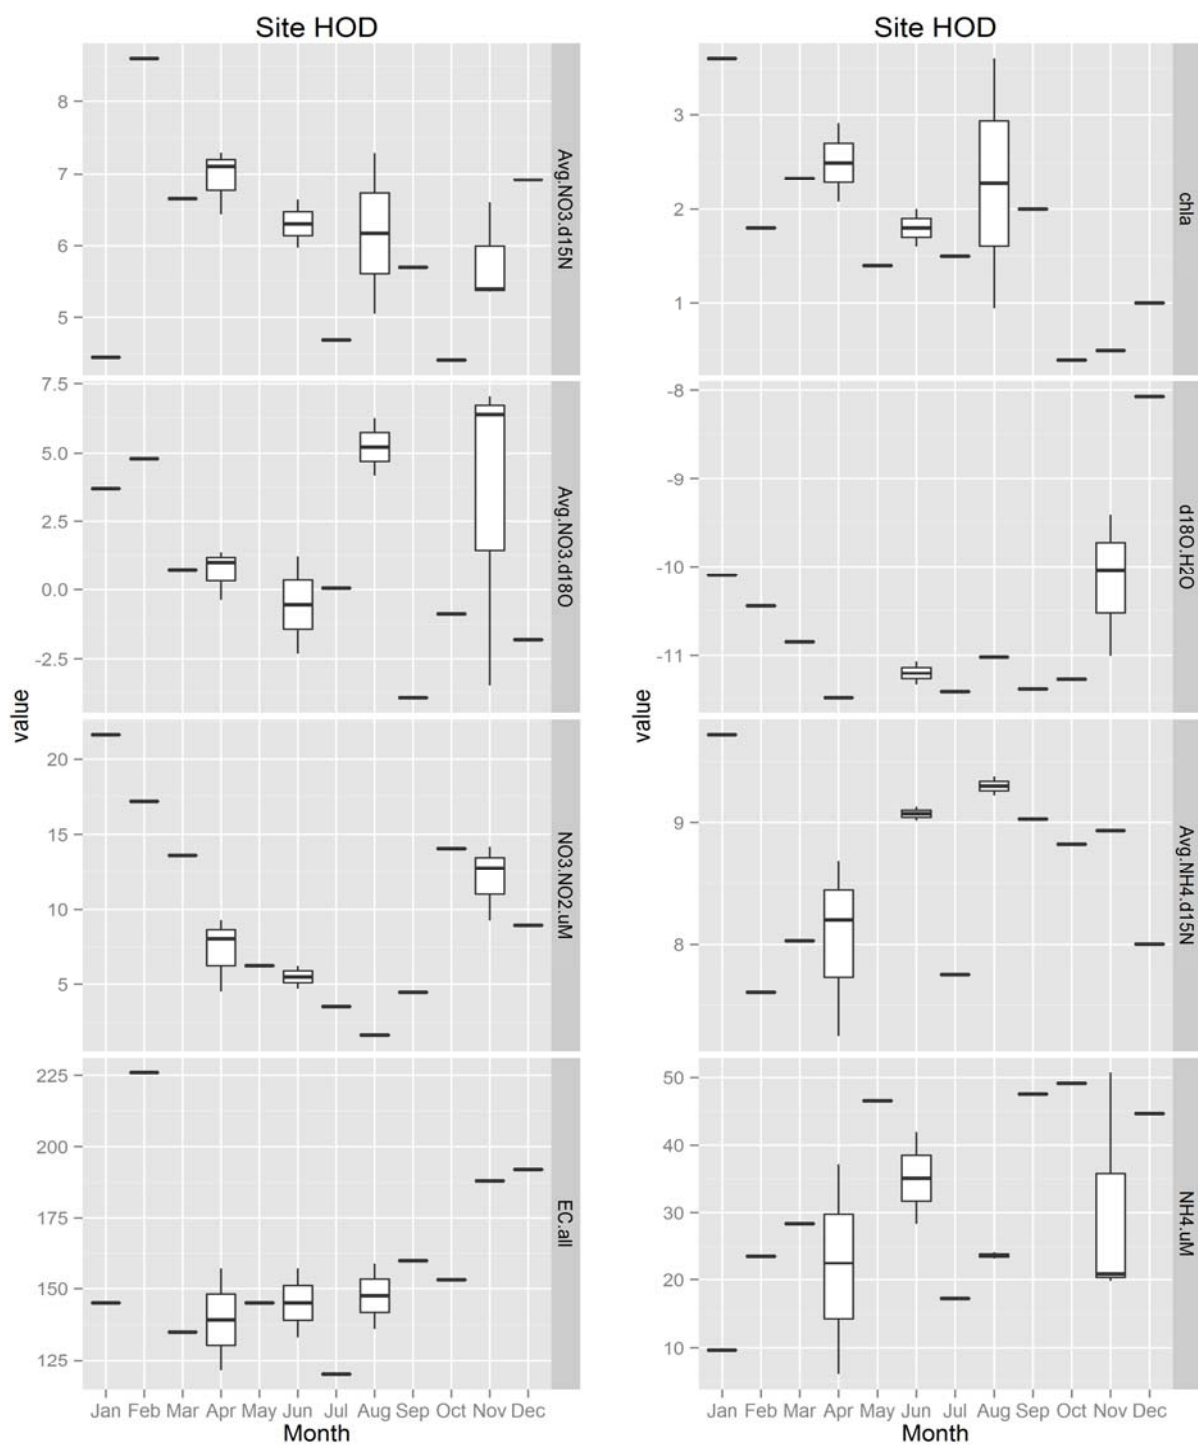 Site HOD
8
7
6
5
Avg.NO3.d15N
7.5
5.0
2.5
0.0
-2.5
Avg.NO3.d18O
value
20
15
10
5
NO3.NO2.uM
225
200
175
150
125
EC.all
Jan Feb Mar Apr May Jun Jul Aug Sep Oct Nov Dec
Month
Site HOD
3
2
1
chla
-8
-9
-10
-11
d18O.H2O
value
9
8
Avg.NH4.d15N
50
40
30
20
10
NH4.uM
Jan Feb Mar Apr May Jun Jul Aug Sep Oct Nov Dec
Month